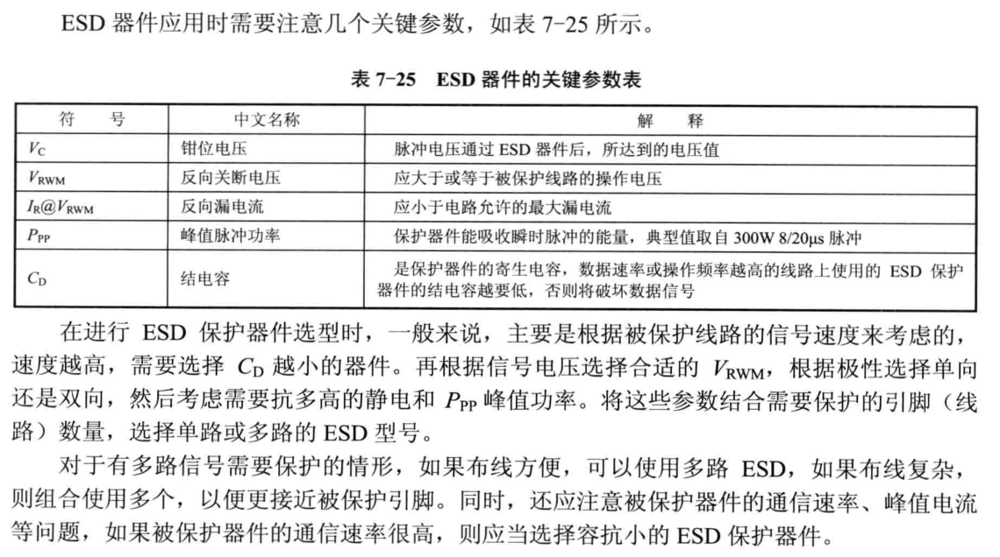 ESD 器件应用时需要注意几个关键参数，如表 7-25 所示。
表 7-25 ESD 器件的关键参数表
符 号 中文名称 解 释
VC 钳位电压 脉冲电压通过 ESD 器件后，所达到的电压值
VRWM 反向关断电压 应大于或等于被保护线路的操作电压
IR@VRWM 反向漏电流 应小于电路允许的最大漏电流
PPP 峰值脉冲功率 保护器件能吸收瞬时脉冲的能量，典型值取自 300W 8/20μs 脉冲
CD 结电容 是保护器件的寄生电容，数据速率或操作频率越高的线路上使用的 ESD 保护
器件的结电容越要低，否则将破坏数据信号
在进行 ESD 保护器件选型时，一般来说，主要是根据被保护线路的信号速度来考虑的，
速度越高，需要选择 CD 越小的器件。再根据信号电压选择合适的 VRWM，根据极性选择单向
还是双向，然后考虑需要抗多高的静电和 PPP 峰值功率。将这些参数结合需要保护的引脚（线
路）数量，选择单路或多路的 ESD 型号。
对于有多路信号需要保护的情形，如果布线方便，可以使用多路 ESD，如果布线复杂，
则组合使用多个，以便更接近被保护引脚。同时，还应注意被保护器件的通信速率、峰值电流
等问题，如果被保护器件的通信速率很高，则应当选择容抗小的 ESD 保护器件。